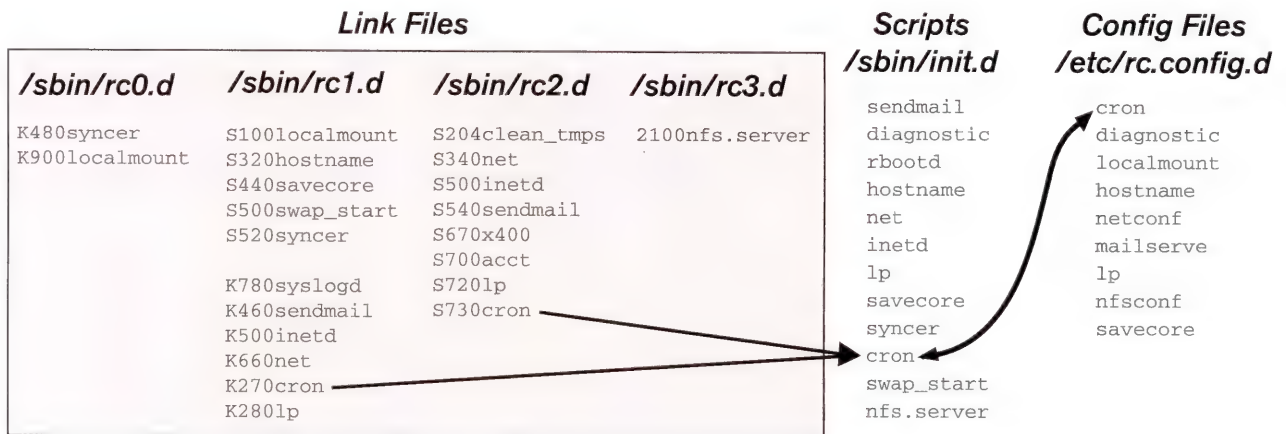 Link Files
/sbin/rc0.d
K480syncer
K900localmount
/sbin/rc1.d
S100localmount
S320hostname
S440savecore
S500swap_start
S520syncer
K780syslogd
K460sendmail
K500inetd
K660net
K270cron
K280lp
/sbin/rc2.d
S204clean_tmps
S340net
S500inetd
S540sendmail
S670x400
S700acct
S720lp
S730cron
/sbin/rc3.d
2100nfs.server
Scripts
/sbin/init.d
sendmail
diagnostic
rbootd
hostname
net
inetd
lp
savecore
syncer
cron
swap_start
nfs.server
Config Files
/etc/rc.config.d
cron
diagnostic
localmount
hostname
netconf
mailserve
lp
nfsconf
savecore